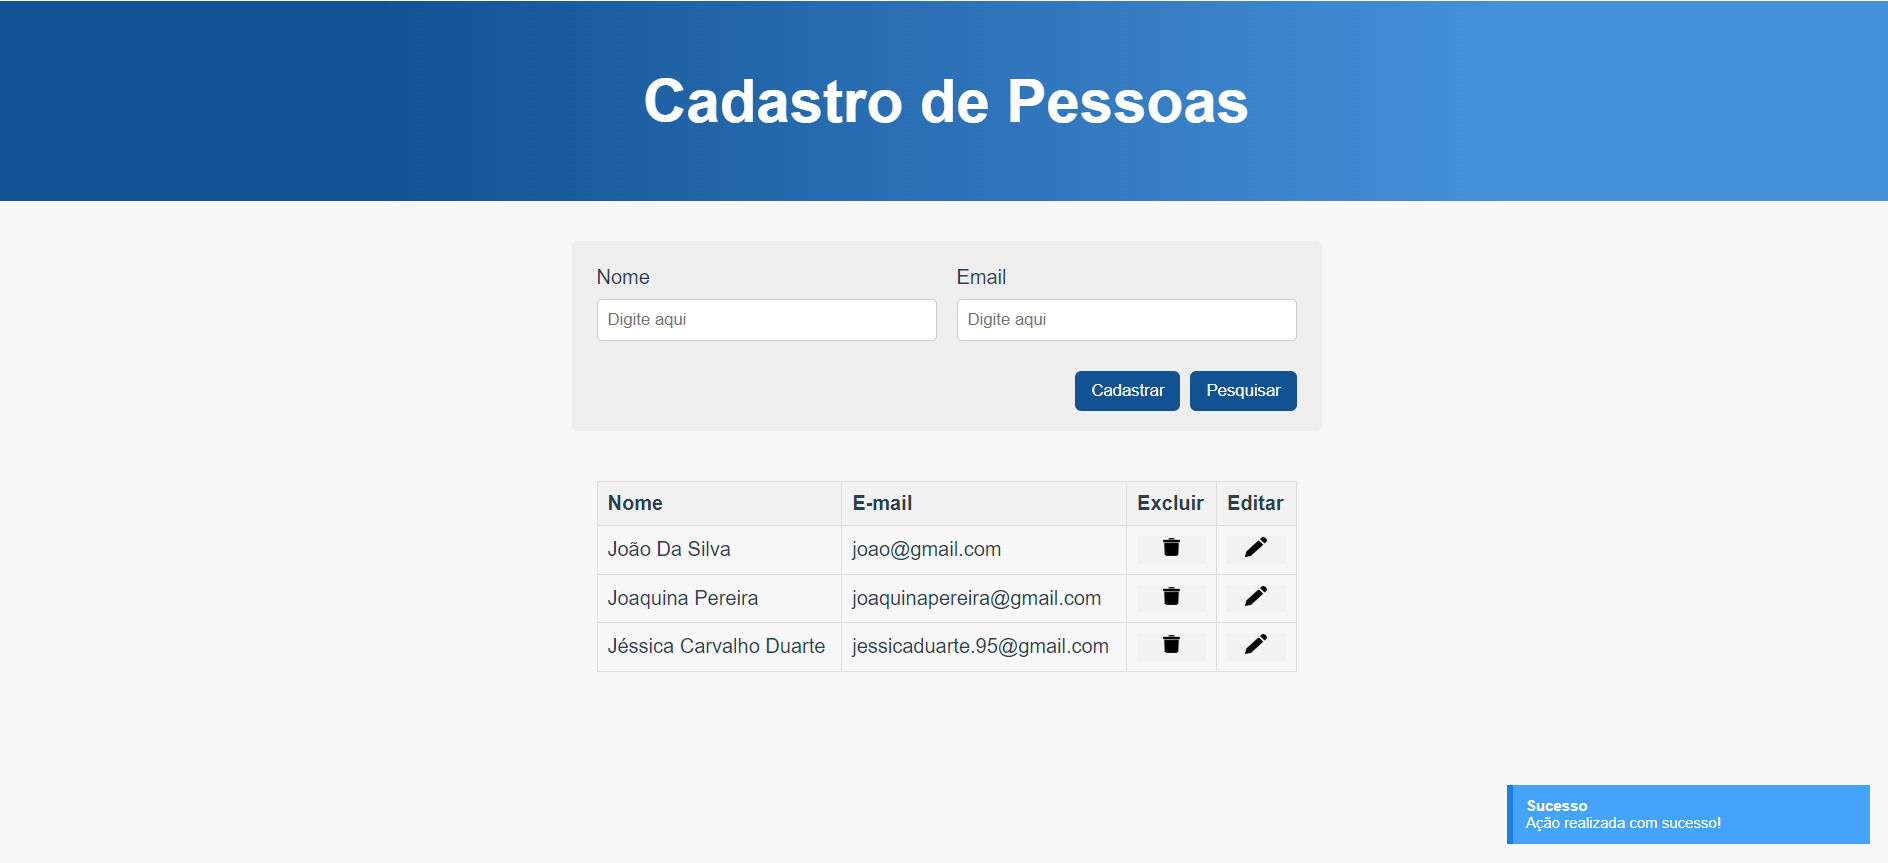 Cadastro de Pessoas
Nome Email
Digite aqui Digite aqui
Cadastrar Pesquisar
Nome E-mail Excluir Editar
João Da Silva joao@gmail.com
Joaquina Pereira joaquinapereira@gmail.com
Jéssica Carvalho Duarte jessicaduarte.95@gmail.com
Sucesso
Ação realizada com sucesso!